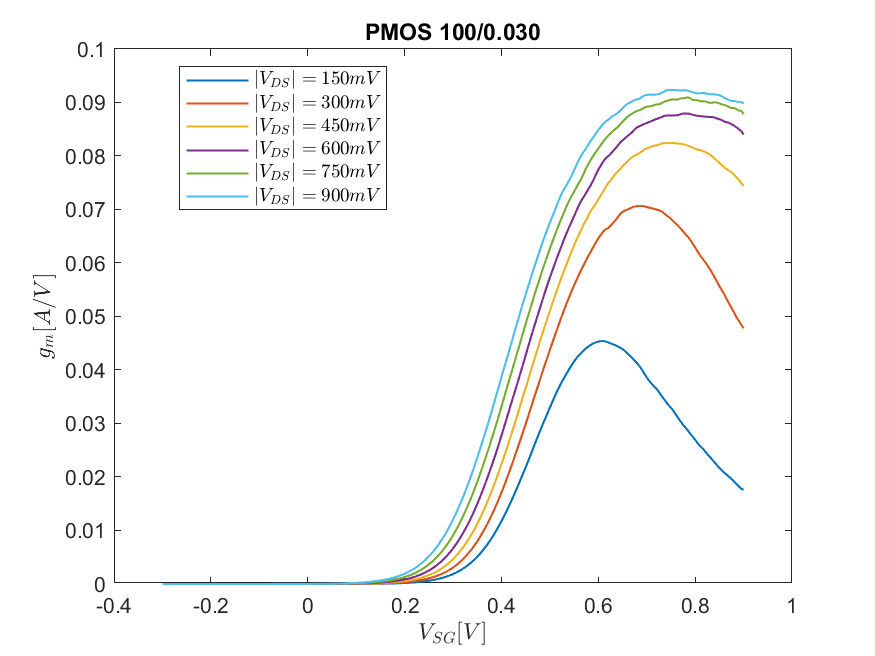 PMOS 100/0.030
|V_DS| = 150mV
|V_DS| = 300mV
|V_DS| = 450mV
|V_DS| = 600mV
|V_DS| = 750mV
|V_DS| = 900mV
0.1
0.09
0.08
0.07
0.06
0.05
0.04
0.03
0.02
0.01
0
g_m[A/V]
-0.4 -0.2 0 0.2 0.4 0.6 0.8 1
V_SG[V]